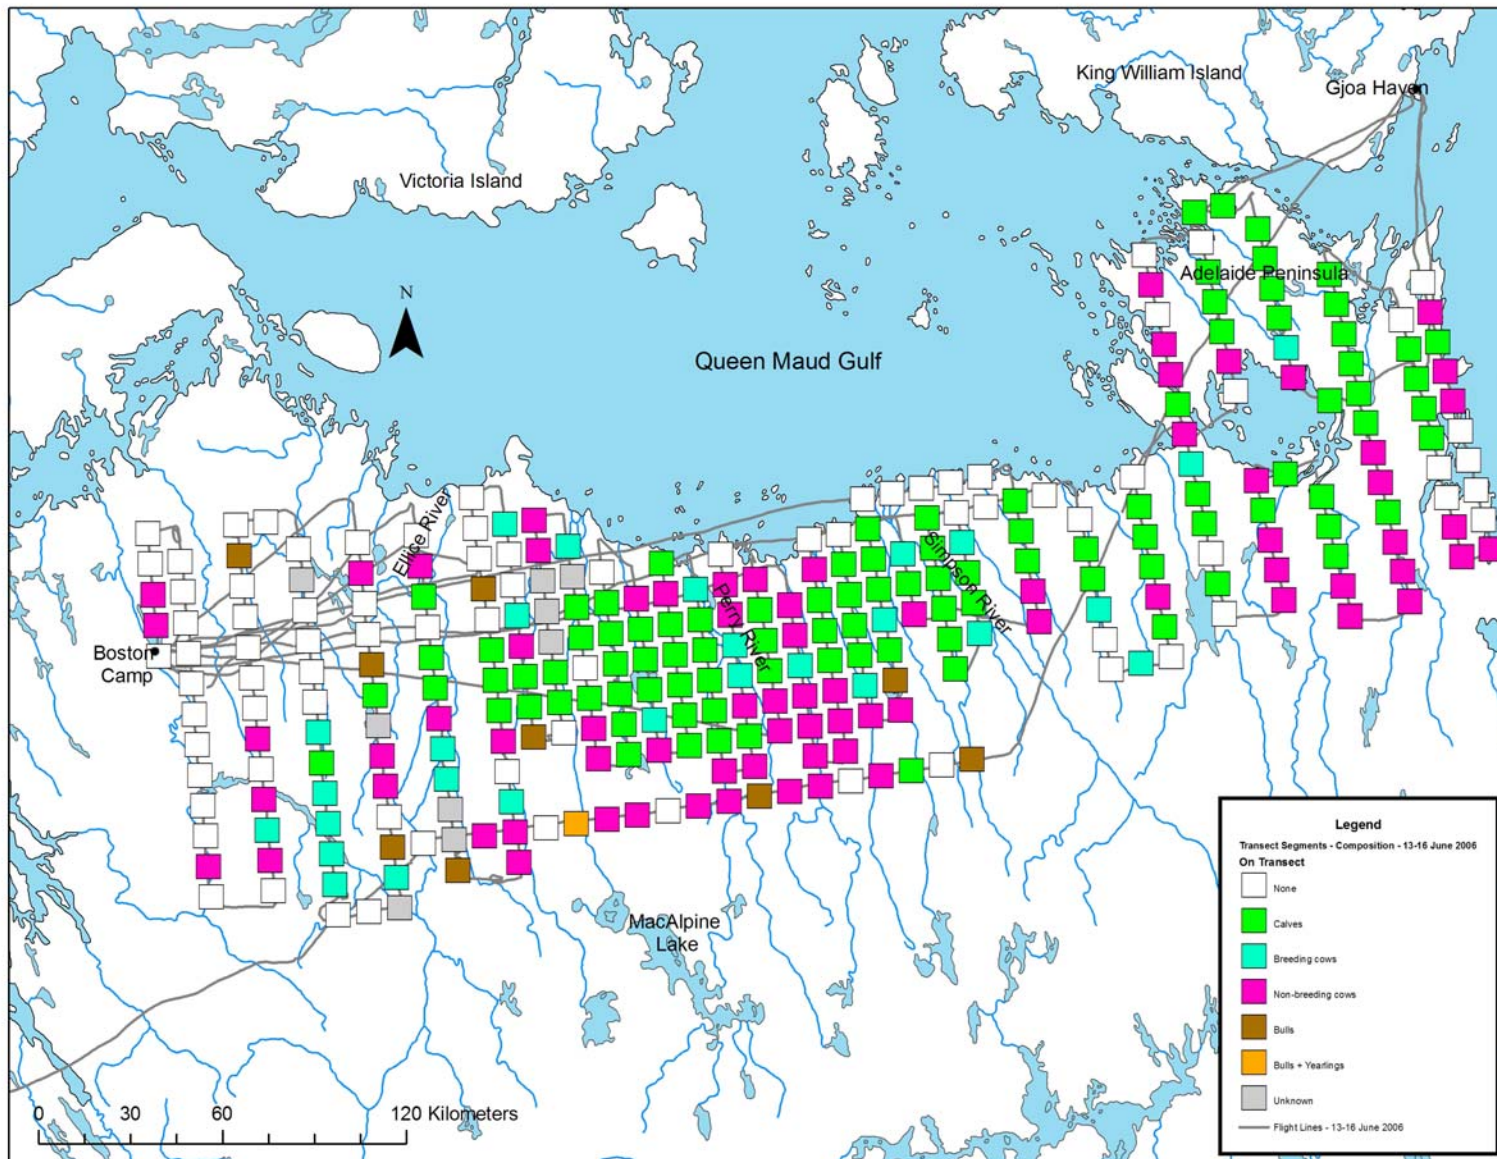 King William Island
Gjoa Haven
Victoria Island
Adelaide Peninsula
N
Queen Maud Gulf
Ellice River
Simpson River
Perry River
Boston
Camp
MacAlpine
Lake
0 30 60 120 Kilometers
Legend
Transect Segments - Composition - 13-16 June 2006
On Transect
None
Calves
Breeding cows
Non-breeding cows
Bulls
Bulls + Yearlings
Unknown
Flight Lines - 13-16 June 2006